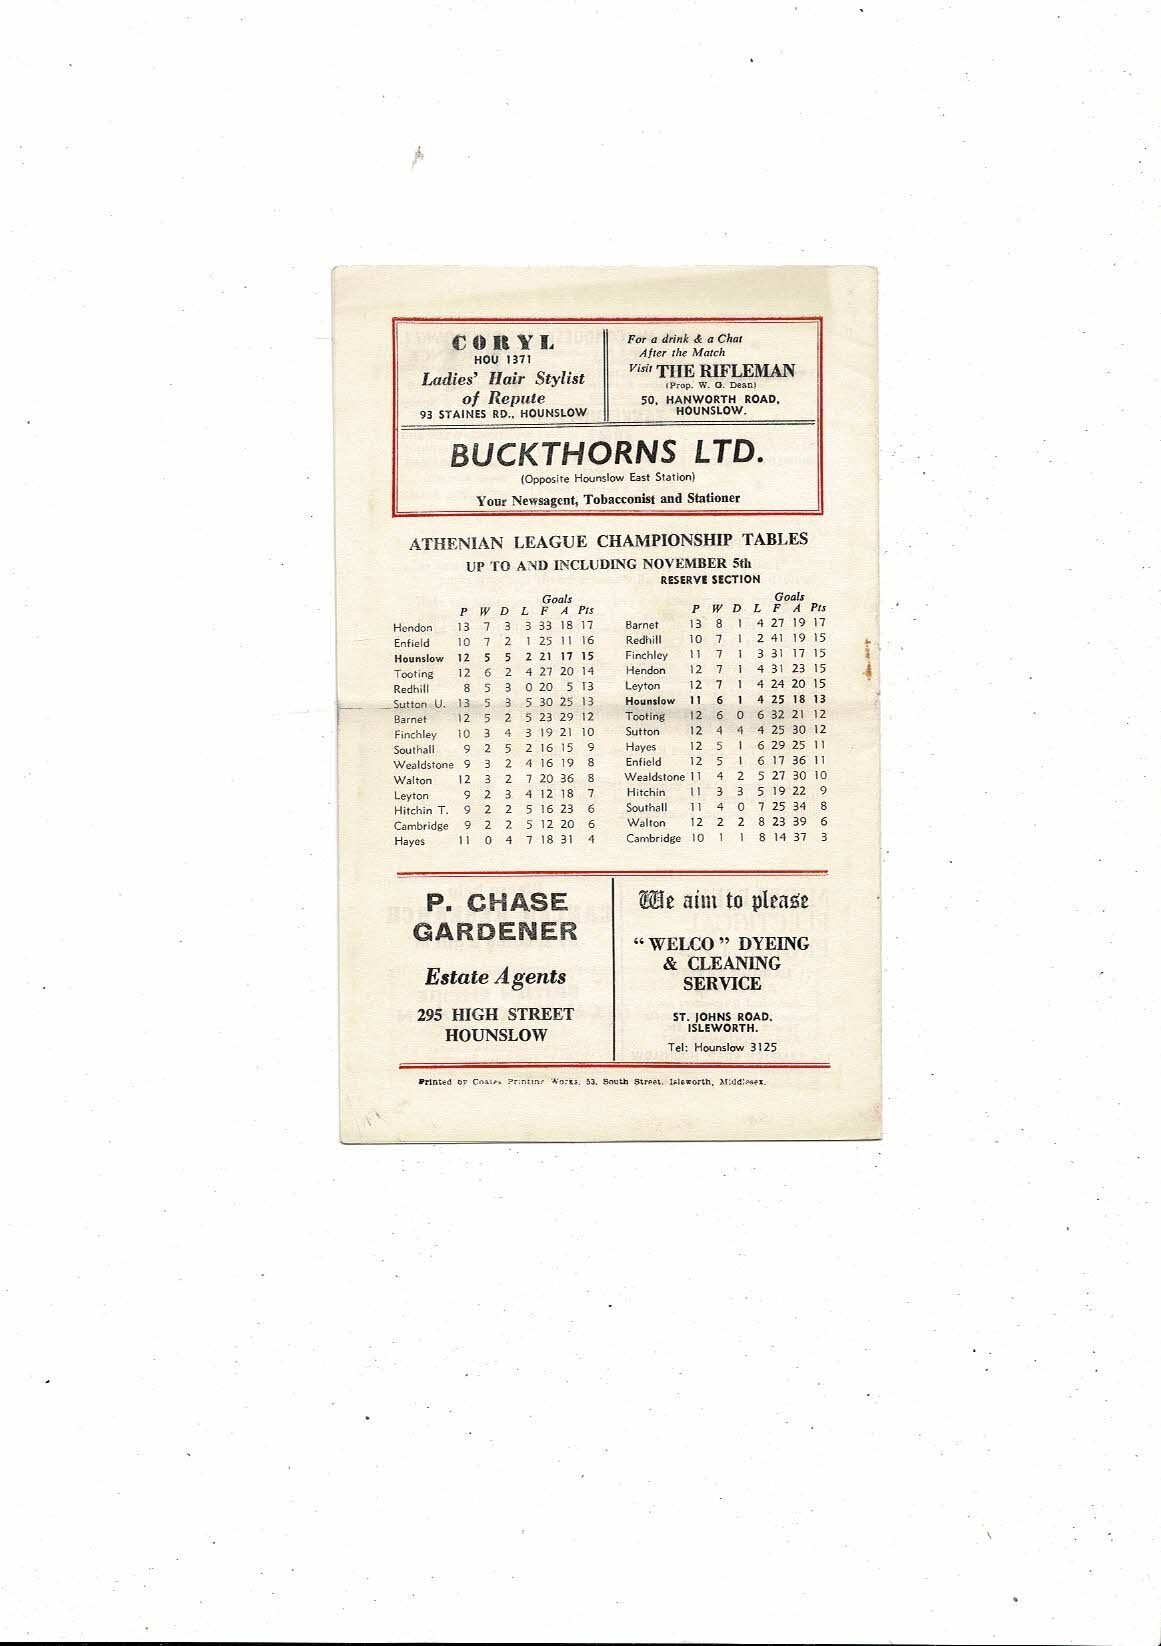 CORYL
HOU 1371
Ladies' Hair Stylist
of Repute
93 STAINES RD., HOUNSLOW
For a drink & a Chat
After the Match
Visit THE RIFLEMAN
(Prop. W. G. Dean)
50, HANWORTH ROAD,
HOUNSLOW.
BUCKTHORNS LTD.
(Opposite Hounslow East Station)
Your Newsagent, Tobacconist and Stationer
ATHENIAN LEAGUE CHAMPIONSHIP TABLES
UP TO AND INCLUDING NOVEMBER 5th
Goals
P W D L F A Pts
Hendon 13 7 3 3 33 18 17
Enfield 10 7 2 1 25 11 16
Hounslow 12 5 5 2 21 17 15
Tooting 12 6 2 4 27 20 14
Redhill 8 5 3 0 20 5 13
Sutton U. 13 5 3 5 30 25 13
Barnet 12 5 2 5 23 29 12
Finchley 10 3 4 3 19 21 10
Southall 9 2 5 2 16 15 9
Wealdstone 9 3 2 4 16 19 8
Walton 12 3 2 7 20 36 8
Leyton 9 2 3 4 12 18 7
Hitchin T. 9 2 2 5 16 23 6
Cambridge 9 2 2 5 12 20 6
Hayes 11 0 4 7 18 31 4
RESERVE SECTION
Goals
P W D L F A Pts
Barnet 13 8 1 4 27 19 17
Redhill 10 7 1 2 41 19 15
Finchley 11 7 1 3 31 17 15
Hendon 12 7 1 4 31 23 15
Leyton 12 7 1 4 24 20 15
Hounslow 11 6 1 4 25 18 13
Tooting 12 6 0 6 32 21 12
Sutton 12 4 4 4 25 30 12
Hayes 12 5 1 6 29 25 11
Enfield 12 5 1 6 17 36 11
Wealdstone 11 4 2 5 27 30 10
Hitchin 11 3 3 5 19 22 9
Southall 11 4 0 7 25 34 8
Walton 12 2 2 8 23 39 6
Cambridge 10 1 1 8 14 37 3
P. CHASE
GARDENER
Estate Agents
295 HIGH STREET
HOUNSLOW
We aim to please
"WELCO" DYEING
& CLEANING
SERVICE
ST. JOHNS ROAD.
ISLEWORTH.
Tel: Hounslow 3125
Printed by Coates Printing Works, 53, South Street, Isleworth, Middlesex.